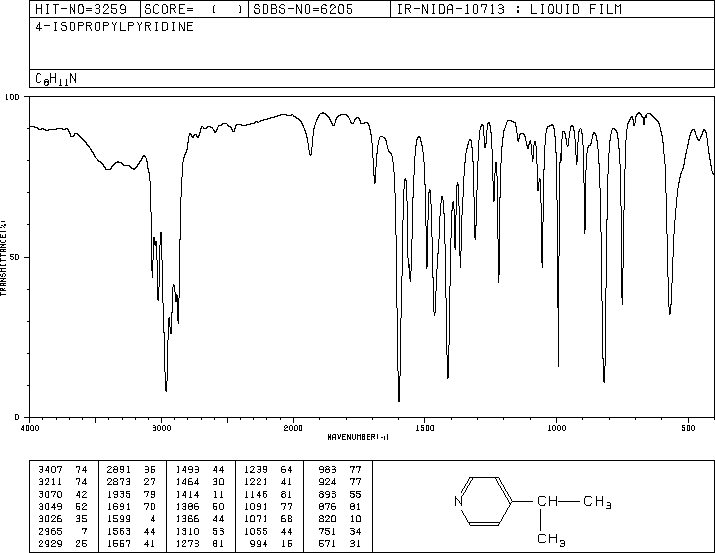 HIT-NO=3259 SCORE= ( ) SDBS-NO=6205 IR-NIDA-10713 : LIQUID FILM
4-ISOPROPYLPYRIDINE
C8H11N
100
50
0
TRANSMITTANCE(%)
4000 3000 2000 1500 1000 500
WAVENUMBER(-1)
3407 74 2891 36 1493 44 1239 64 983 77
3211 74 2873 27 1464 30 1221 41 924 77
3070 42 1935 79 1414 11 1146 81 893 55
3049 52 1691 70 1386 50 1091 77 876 81
3026 35 1599 4 1366 44 1071 68 820 10
2965 7 1563 44 1310 53 1055 44 751 34
2929 25 1557 41 1273 81 994 15 571 31
N
CH
CH3
CH3